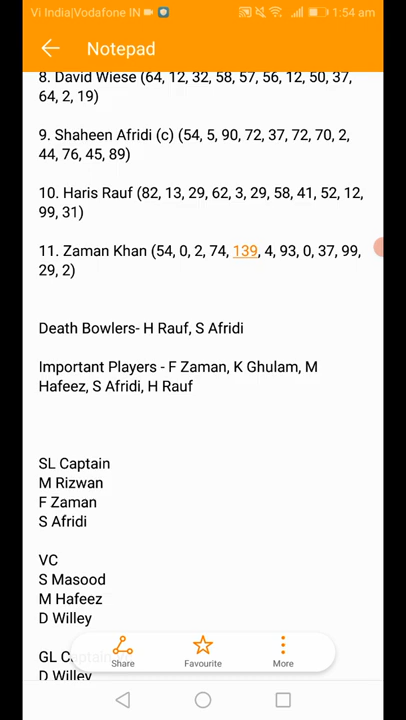 Vi India|Vodafone IN 1:54 am
Notepad
8. David Wiese (64, 12, 32, 58, 57, 56, 12, 50, 37,
64, 2, 19)
9. Shaheen Afridi (c) (54, 5, 90, 72, 37, 72, 70, 2,
44, 76, 45, 89)
10. Haris Rauf (82, 13, 29, 62, 3, 29, 58, 41, 52, 12,
99, 31)
11. Zaman Khan (54, 0, 2, 74, 139, 4, 93, 0, 37, 99,
29, 2)
Death Bowlers- H Rauf, S Afridi
Important Players - F Zaman, K Ghulam, M
Hafeez, S Afridi, H Rauf
SL Captain
M Rizwan
F Zaman
S Afridi
VC
S Masood
M Hafeez
D Willey
GL Captain
D Willey
Share Favourite More